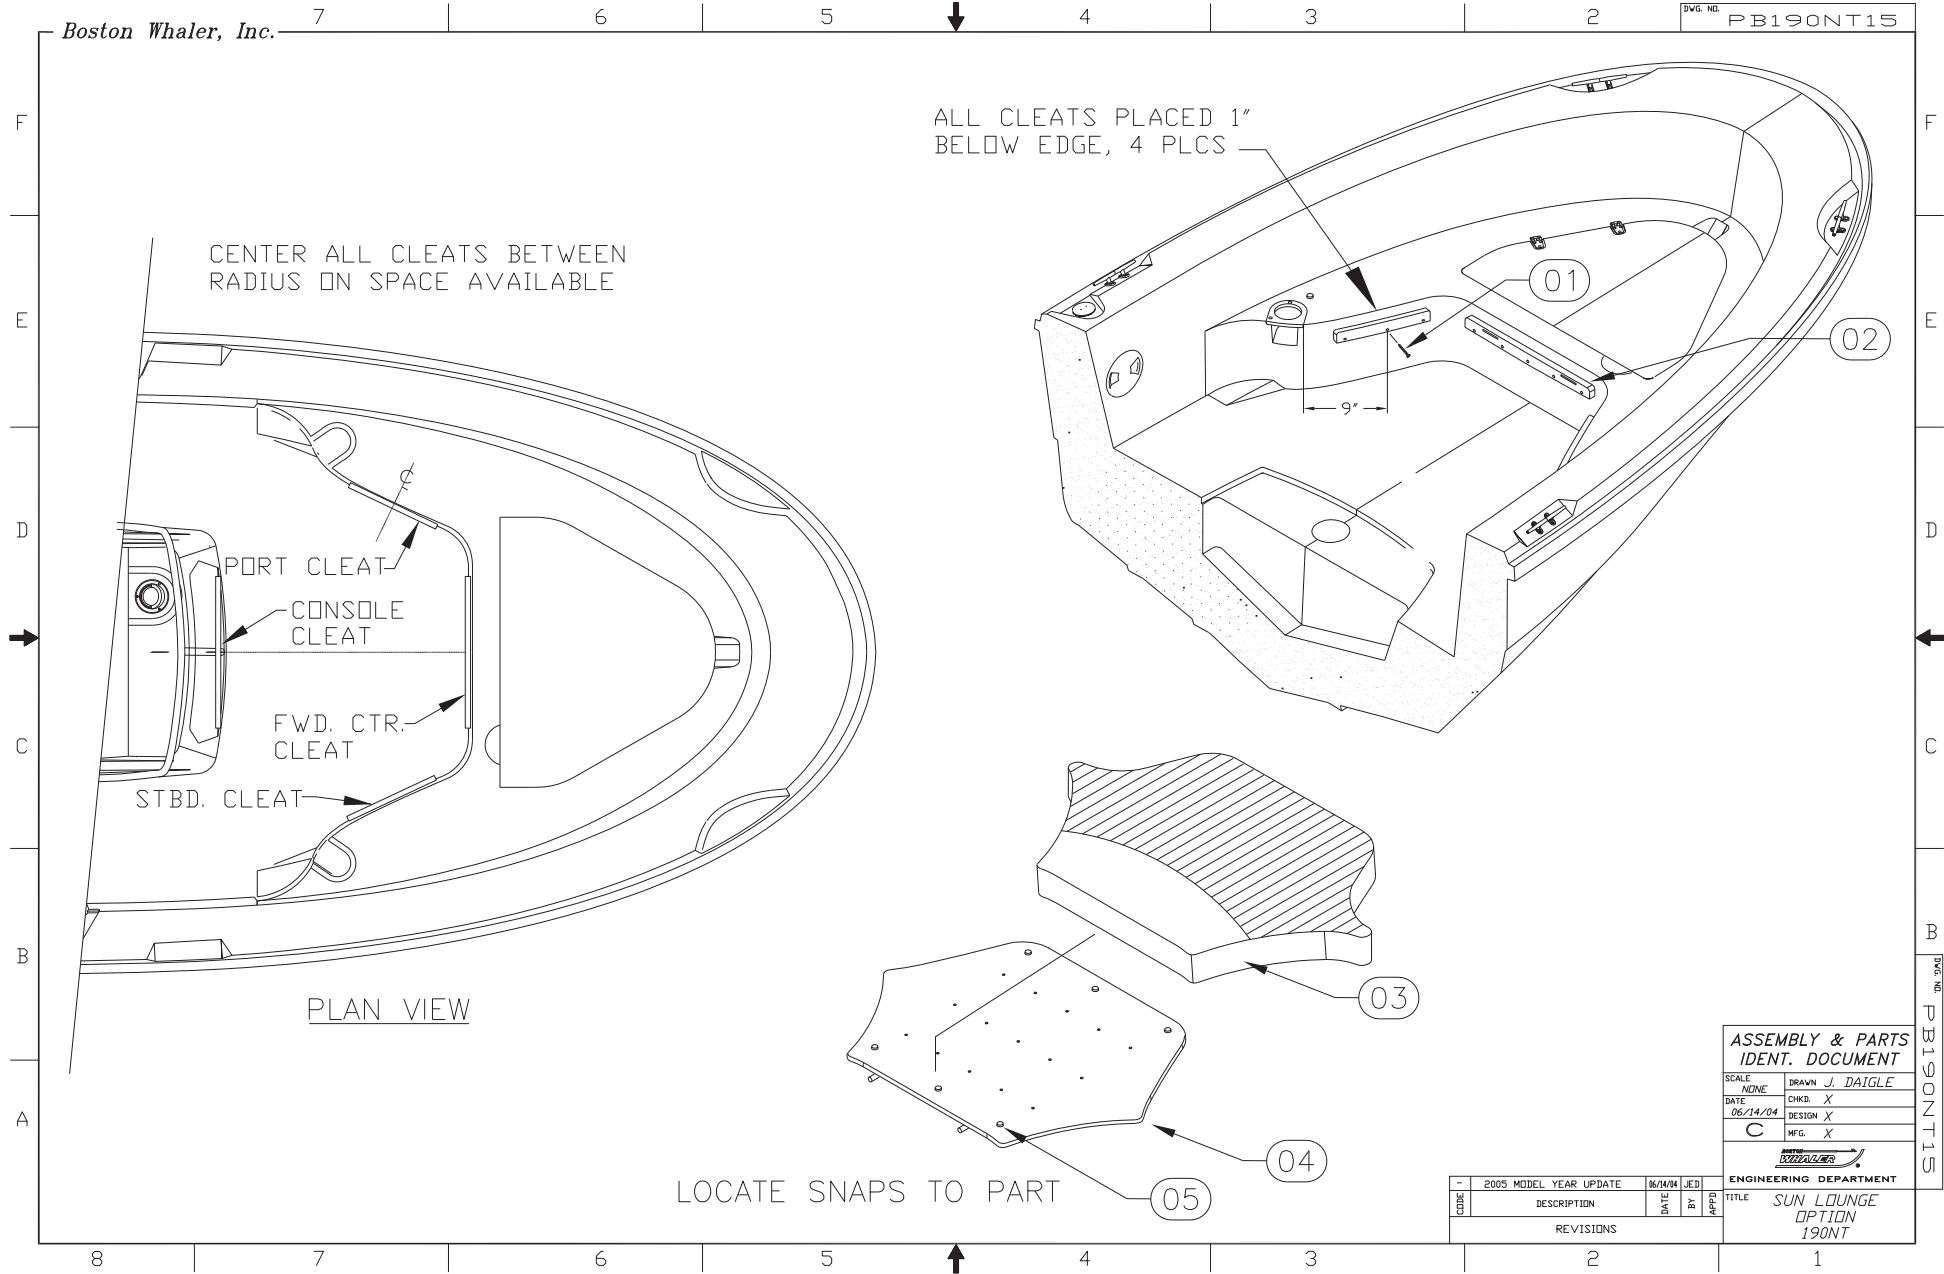 7 6 5 4 3 2
DWG. NO. PB190NT15
Boston Whaler, Inc.
F
E
D
C
B
A
F
E
D
C
B
ALL CLEATS PLACED 1"
BELOW EDGE, 4 PLCS
CENTER ALL CLEATS BETWEEN
RADIUS ON SPACE AVAILABLE
01
02
9"
℄
PORT CLEAT
CONSOLE
CLEAT
FWD. CTR.
CLEAT
STBD. CLEAT
PLAN VIEW
03
04
05
LOCATE SNAPS TO PART
DWG. NO. PB190NT15
ASSEMBLY & PARTS
IDENT. DOCUMENT
SCALE NONE
DRAWN J. DAIGLE
DATE 06/14/04
CHKD. X
DESIGN X
C
MFG. X
BOSTON
WHALER
ENGINEERING DEPARTMENT
TITLE SUN LOUNGE
OPTION
190NT
- 2005 MODEL YEAR UPDATE 06/14/04 JED
CODE DESCRIPTION DATE BY APPD
REVISIONS
8 7 6 5 4 3 2 1